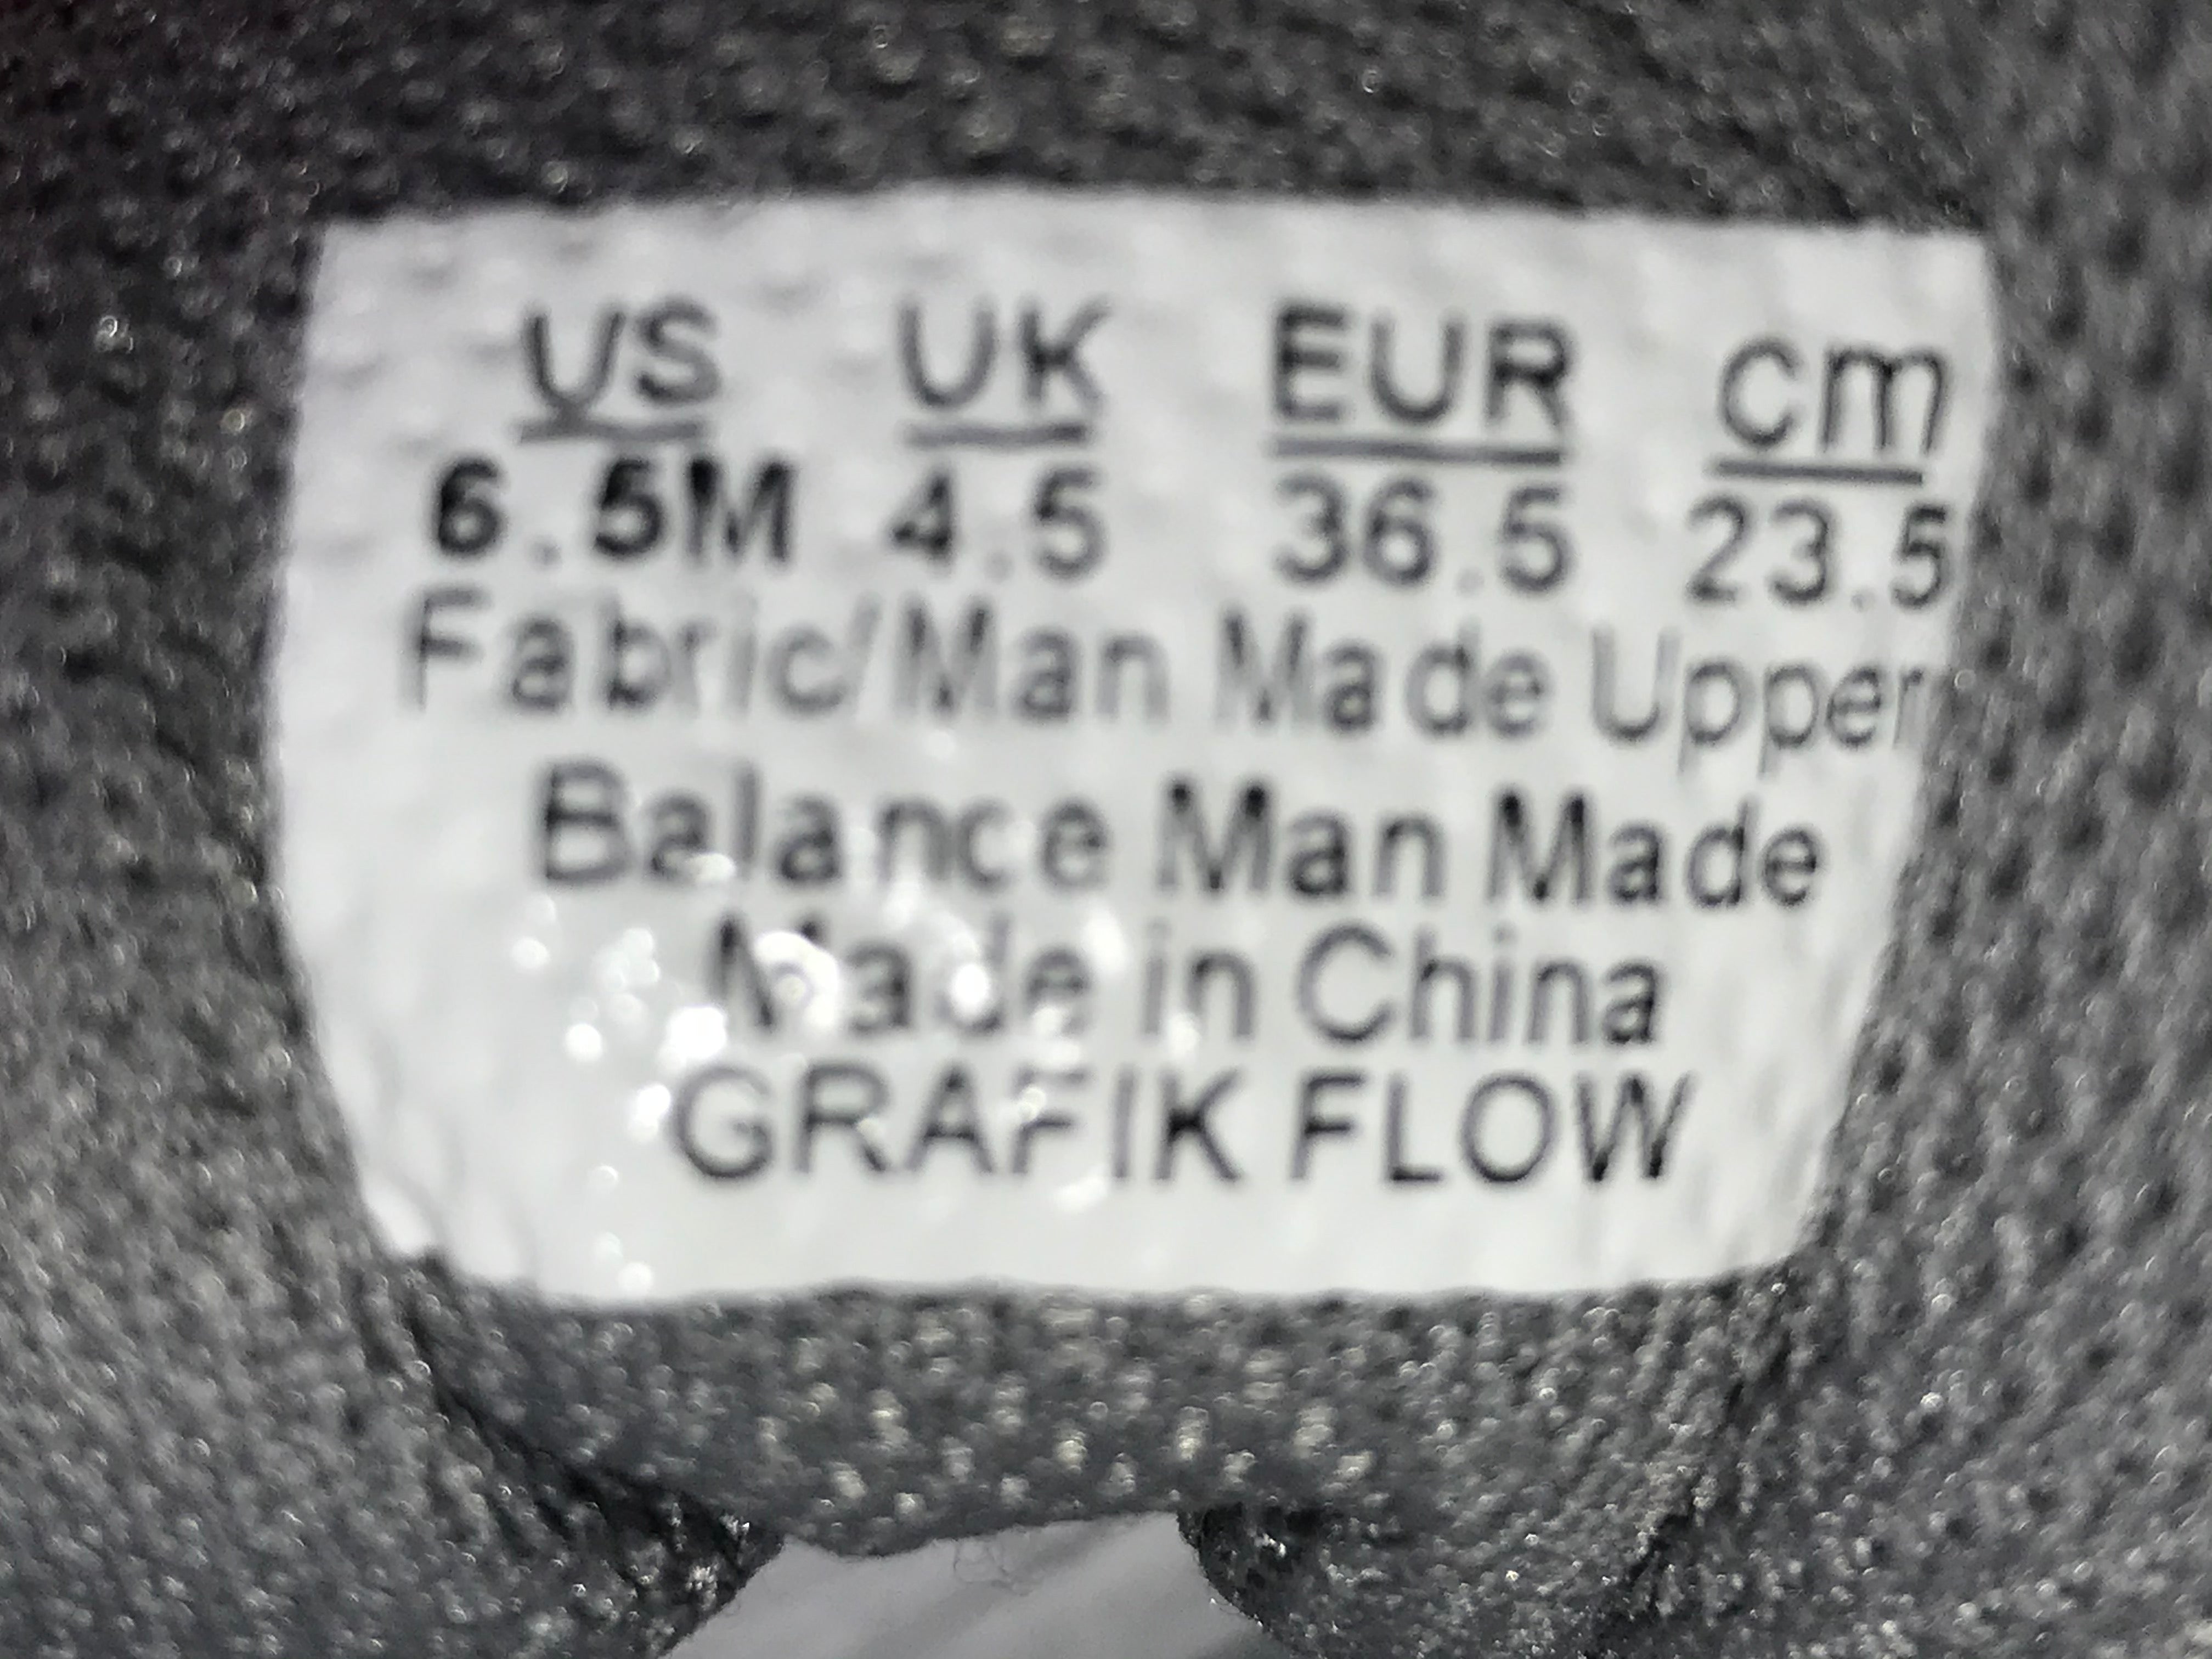 US UK EUR cm
6.5M 4.5 36.5 23.5
Fabric/Man Made Upper
Balance Man Made
Made in China
GRAFIK FLOW